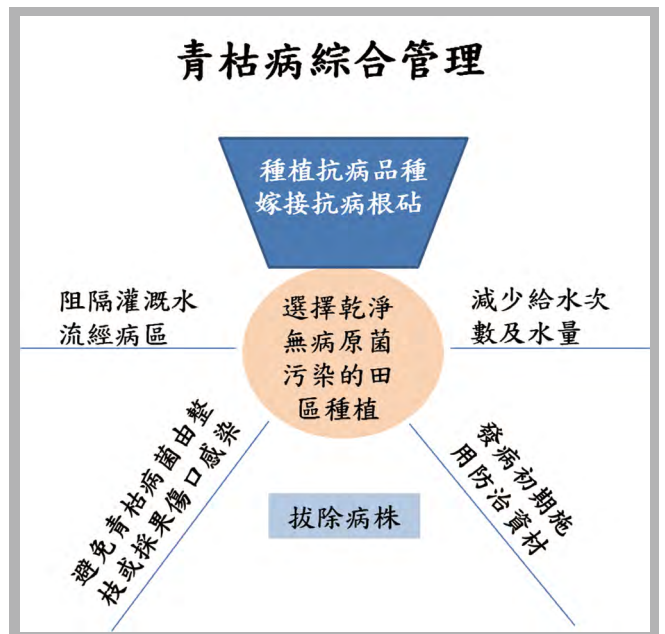 青枯病綜合管理
種植抗病品種
嫁接抗病根砧
阻隔灌溉水
流經病區
選擇乾淨
無病原菌
污染的田
區種植
減少給水次
數及水量
避免青枯病菌由整
枝或採果傷口感染
拔除病株
發病初期施
用防治資材